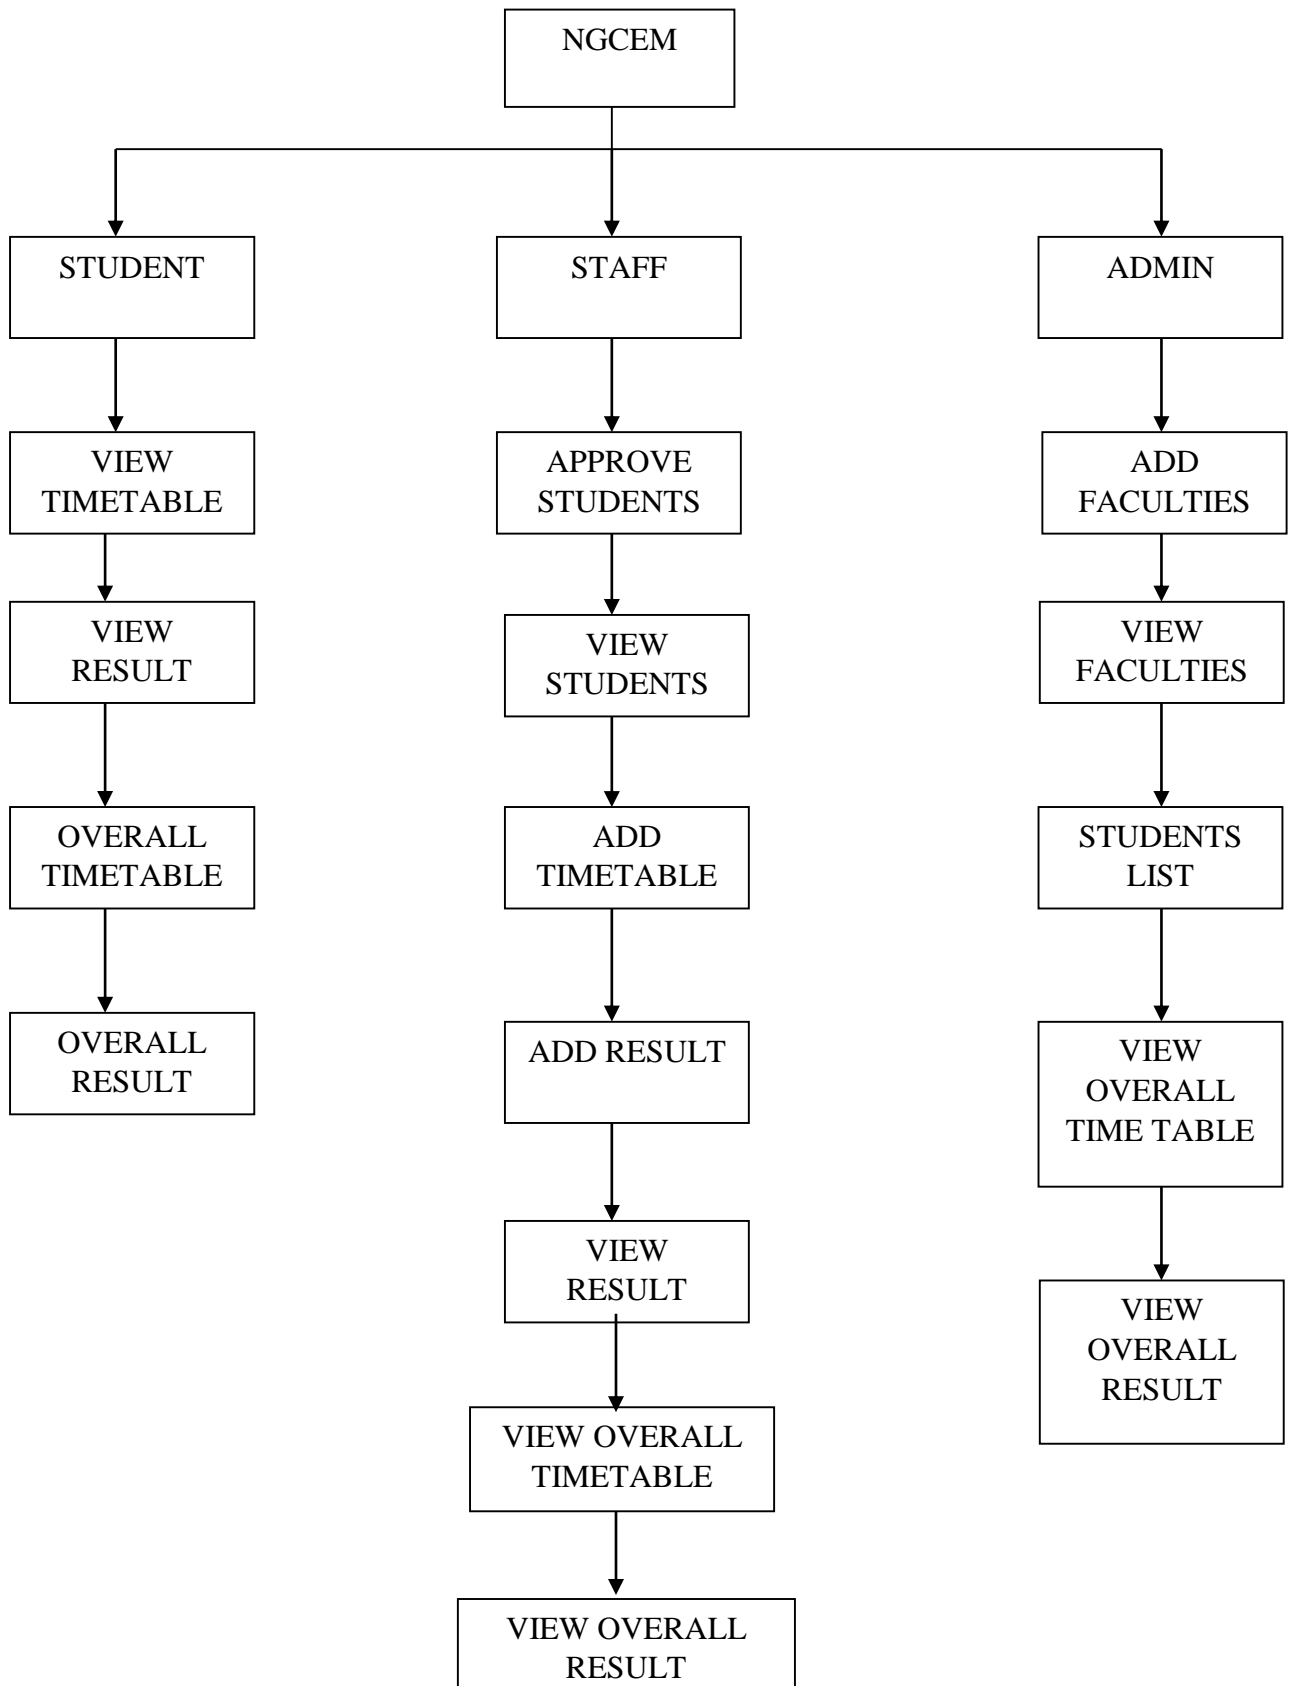 NGCEM
STUDENT
STAFF
ADMIN
VIEW
TIMETABLE
APPROVE
STUDENTS
ADD
FACULTIES
VIEW
RESULT
VIEW
STUDENTS
VIEW
FACULTIES
OVERALL
TIMETABLE
ADD
TIMETABLE
STUDENTS
LIST
OVERALL
RESULT
ADD RESULT
VIEW
OVERALL
TIME TABLE
VIEW
RESULT
VIEW
OVERALL
RESULT
VIEW OVERALL
TIMETABLE
VIEW OVERALL
RESULT